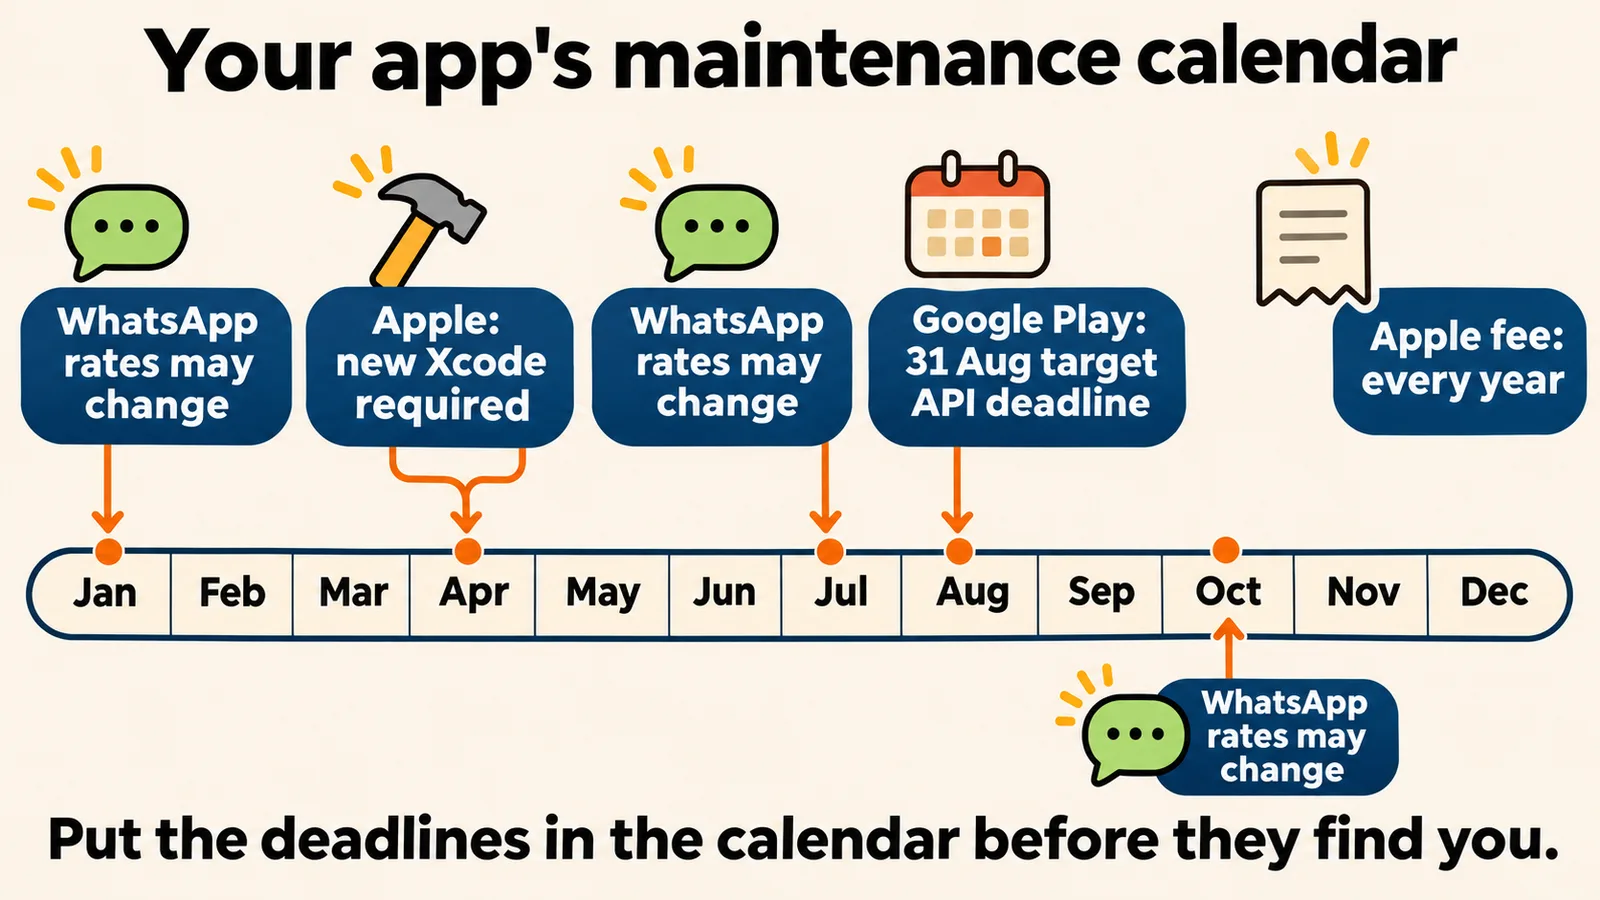 Your app's maintenance calendar
WhatsApp
rates may
change
Apple:
new Xcode
required
WhatsApp
rates may
change
Google Play:
31 Aug target
API deadline
Apple fee:
every year
Jan
Feb
Mar
Apr
May
Jun
Jul
Aug
Sep
Oct
Nov
Dec
WhatsApp
rates may
change
Put the deadlines in the calendar before they find you.